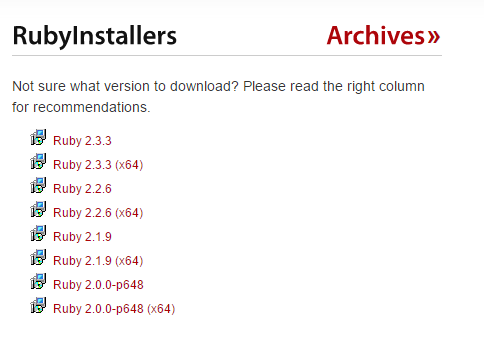 RubyInstallers
Archives»
Not sure what version to download? Please read the right column
for recommendations.
Ruby 2.3.3
Ruby 2.3.3 (x64)
Ruby 2.2.6
Ruby 2.2.6 (x64)
Ruby 2.1.9
Ruby 2.1.9 (x64)
Ruby 2.0.0-p648
Ruby 2.0.0-p648 (x64)